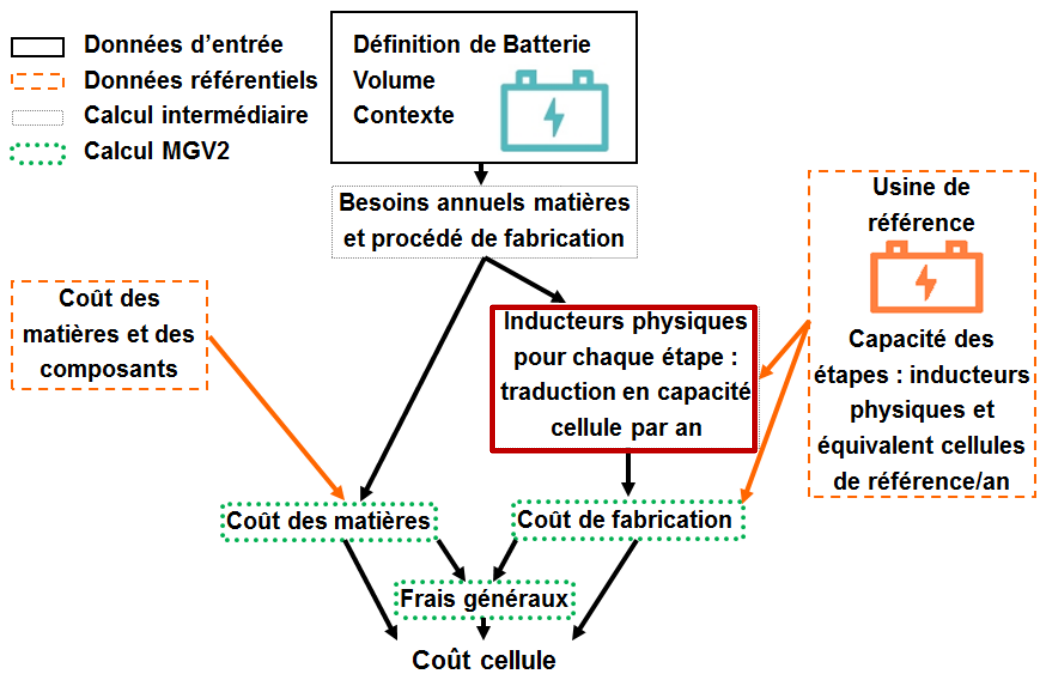 Données d'entrée
Données référentiels
Calcul intermédiaire
Calcul MGV2
Définition de Batterie
Volume
Contexte
Besoins annuels matières
et procédé de fabrication
Usine de
référence
Capacité des
étapes : inducteurs
physiques et
équivalent cellules
de référence/an
Coût des
matières et des
composants
Inducteurs physiques
pour chaque étape :
traduction en capacité
cellule par an
Coût des matières
Coût de fabrication
Frais généraux
Coût cellule